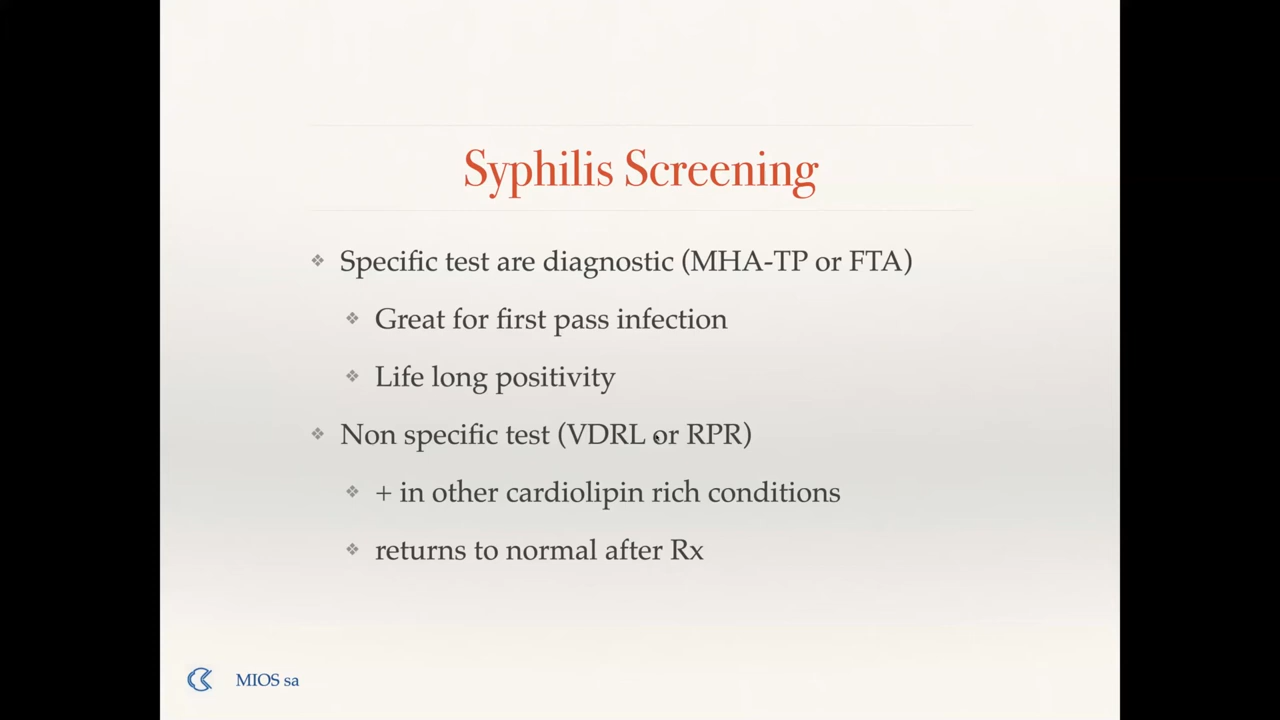 Syphilis Screening
Specific test are diagnostic (MHA-TP or FTA)
Great for first pass infection
Life long positivity
Non specific test (VDRL or RPR)
+ in other cardiolipin rich conditions
returns to normal after Rx
MIOS sa